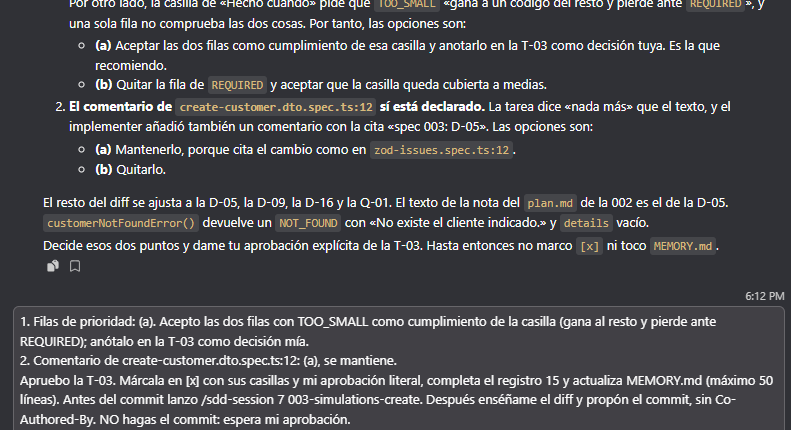 Por otro lado, la casilla de «Hecho cuando» pide que TOO_SMALL «gana a un código del resto y pierde ante REQUIRED», y
una sola fila no comprueba las dos cosas. Por tanto, las opciones son:
(a) Aceptar las dos filas como cumplimiento de esa casilla y anotarlo en la T-03 como decisión tuya. Es la que
recomiendo.
(b) Quitar la fila de REQUIRED y aceptar que la casilla queda cubierta a medias.
2. El comentario de create-customer.dto.spec.ts:12 sí está declarado. La tarea dice «nada más» que el texto, y el
implementer añadió también un comentario con la cita «spec 003: D-05». Las opciones son:
(a) Mantenerlo, porque cita el cambio como en zod-issues.spec.ts:12.
(b) Quitarlo.
El resto del diff se ajusta a la D-05, la D-09, la D-16 y la Q-01. El texto de la nota del plan.md de la 002 es el de la D-05.
customerNotFoundError() devuelve un NOT_FOUND con «No existe el cliente indicado.» y details vacío.
Decide esos dos puntos y dame tu aprobación explícita de la T-03. Hasta entonces no marco [x] ni toco MEMORY.md.
6:12 PM
1. Filas de prioridad: (a). Acepto las dos filas con TOO_SMALL como cumplimiento de la casilla (gana al resto y pierde ante
REQUIRED); anótalo en la T-03 como decisión mía.
2. Comentario de create-customer.dto.spec.ts:12: (a), se mantiene.
Apruebo la T-03. Márcala en [x] con sus casillas y mi aprobación literal, completa el registro 15 y actualiza MEMORY.md (máximo 50
líneas). Antes del commit lanzo /sdd-session 7 003-simulations-create. Después enséñame el diff y propón el commit, sin Co-
Authored-By. NO hagas el commit: espera mi aprobación.